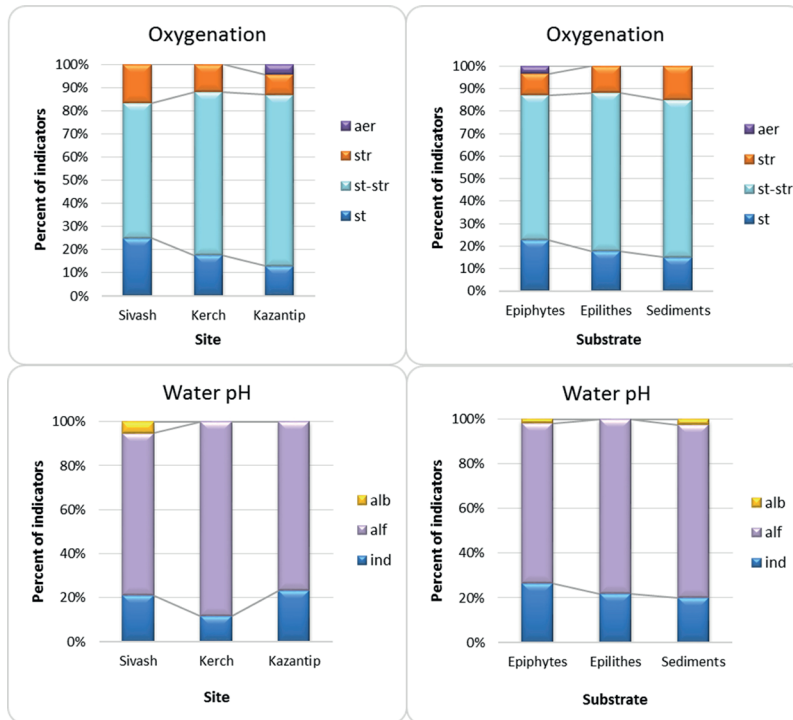 Oxygenation
Percent of indicators
100%
90%
80%
70%
60%
50%
40%
30%
20%
10%
0%
Sivash Kerch Kazantip
Site
aer
str
st-str
st
Oxygenation
Percent of indicators
100%
90%
80%
70%
60%
50%
40%
30%
20%
10%
0%
Epiphytes Epilithes Sediments
Substrate
aer
str
st-str
st
Water pH
Percent of indicators
100%
80%
60%
40%
20%
0%
Sivash Kerch Kazantip
Site
alb
alf
ind
Water pH
Percent of indicators
100%
80%
60%
40%
20%
0%
Epiphytes Epilithes Sediments
Substrate
alb
alf
ind